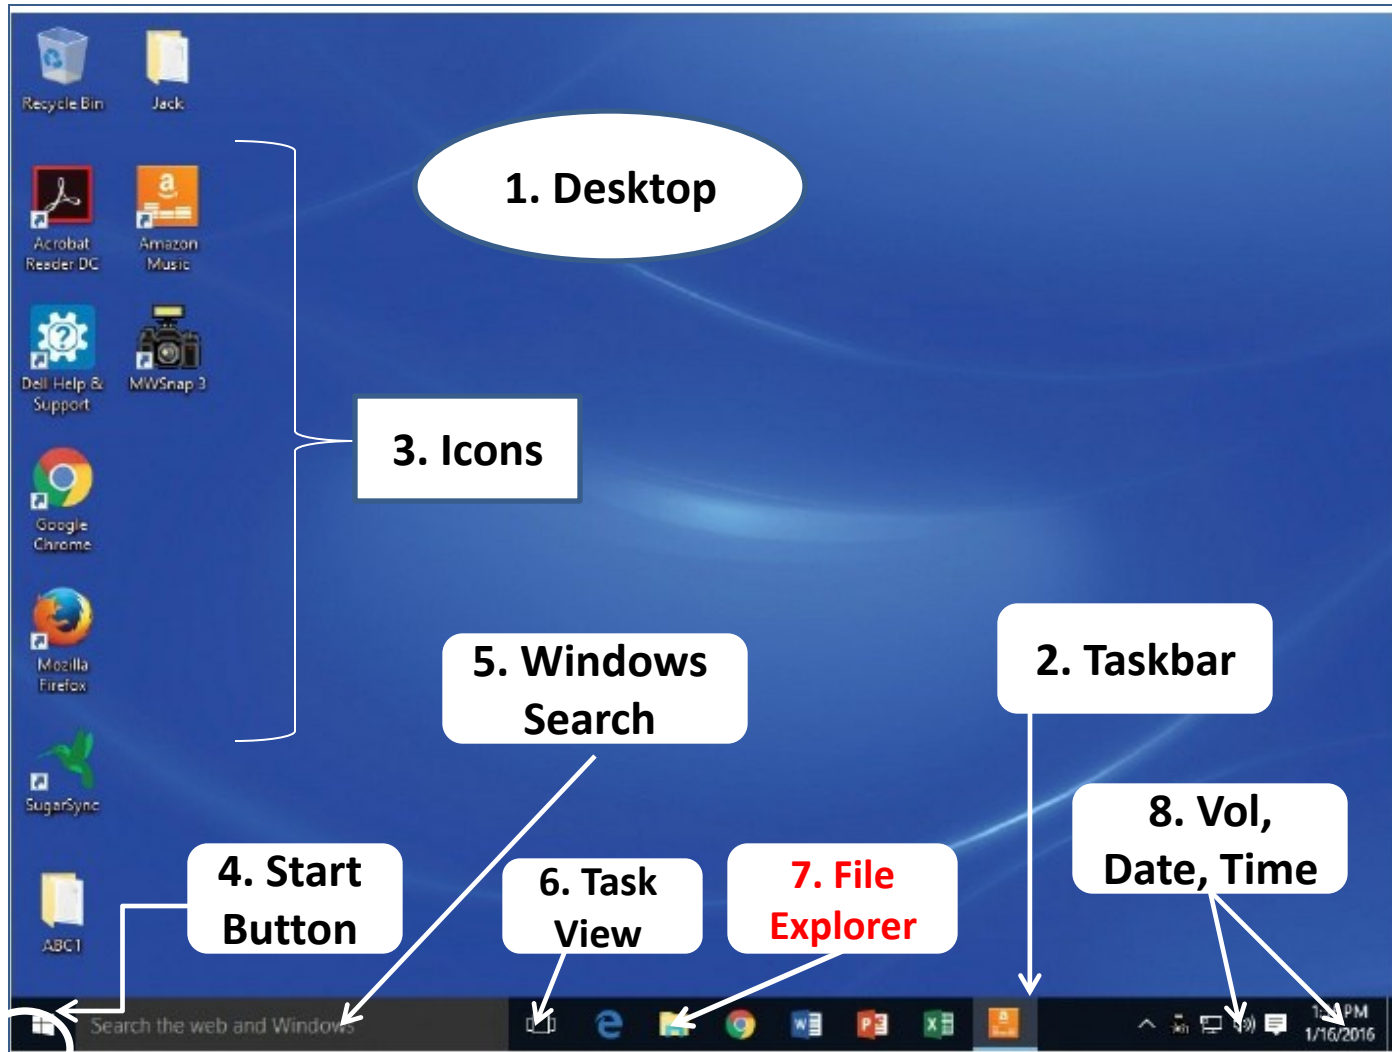 Recycle Bin
Jack
1. Desktop
Acrobat
Reader DC
Amazon
Music
Dell Help &
Support
MWSnap 3
3. Icons
Google
Chrome
Mozilla
Firefox
5. Windows
Search
2. Taskbar
SugarSync
8. Vol,
Date, Time
4. Start
Button
6. Task
View
7. File
Explorer
ABC1
Search the web and Windows
PM
1/16/2016